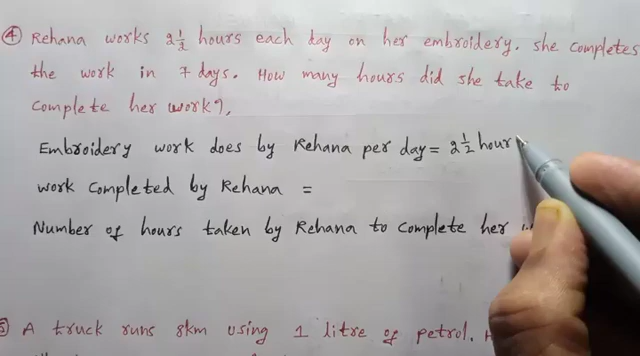 ④ Rehana works 2½ hours each day on her embroidery. She completes
the work in 7 days. How many hours did she take to
complete her work?,
Embroidery work does by Rehana per day = 2½ hour
work completed by Rehana =
Number of hours taken by Rehana to complete her
A truck runs 8km using 1 litre of petrol.